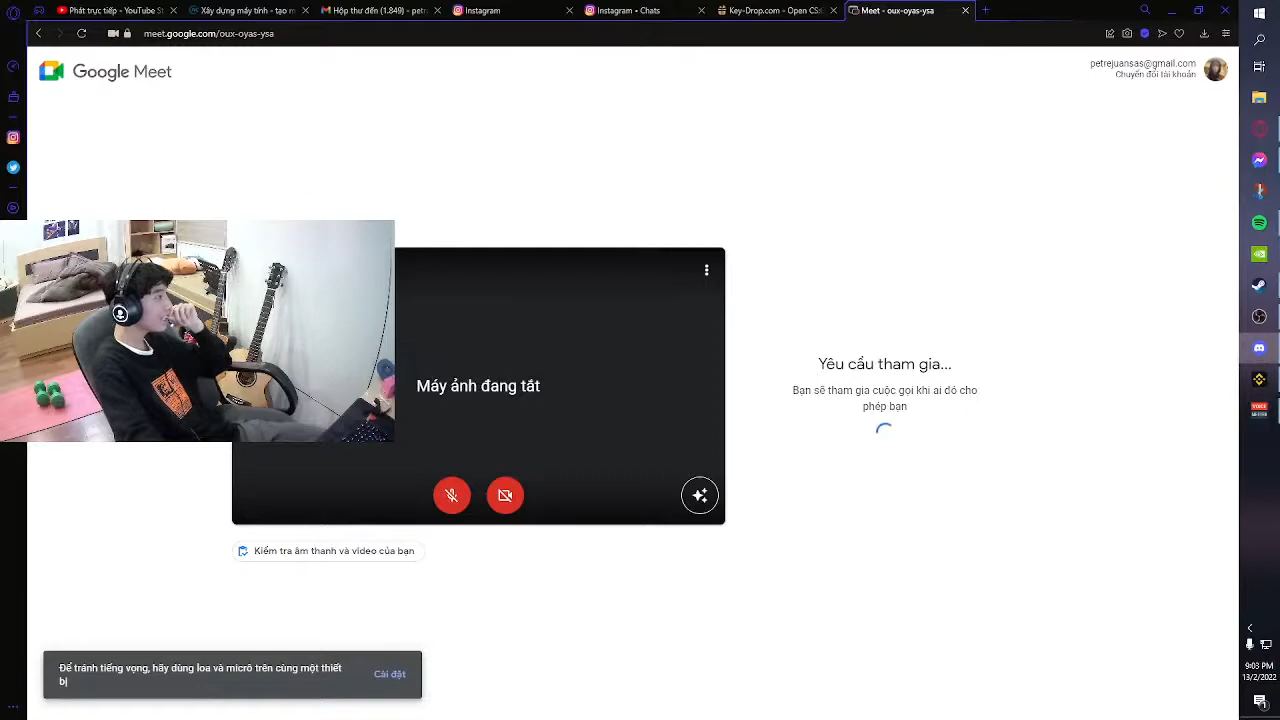 Phát trực tiếp - YouTube St
Xây dựng máy tính - tạo m
Hộp thư đến (1.849) - petr
Instagram
Instagram • Chats
Key-Drop.com - Open CS:
Meet - oux-oyas-ysa
meet.google.com/oux-oyas-ysa
Google Meet
petrejuansas@gmail.com
Chuyển đổi tài khoản
Máy ảnh đang tắt
Yêu cầu tham gia...
Bạn sẽ tham gia cuộc gọi khi ai đó cho
phép bạn
Kiểm tra âm thanh và video của bạn
Để tránh tiếng vọng, hãy dùng loa và micrô trên cùng một thiết
bị
Cài đặt
VOICE
MEETER
9:03 PM
13/2/2022